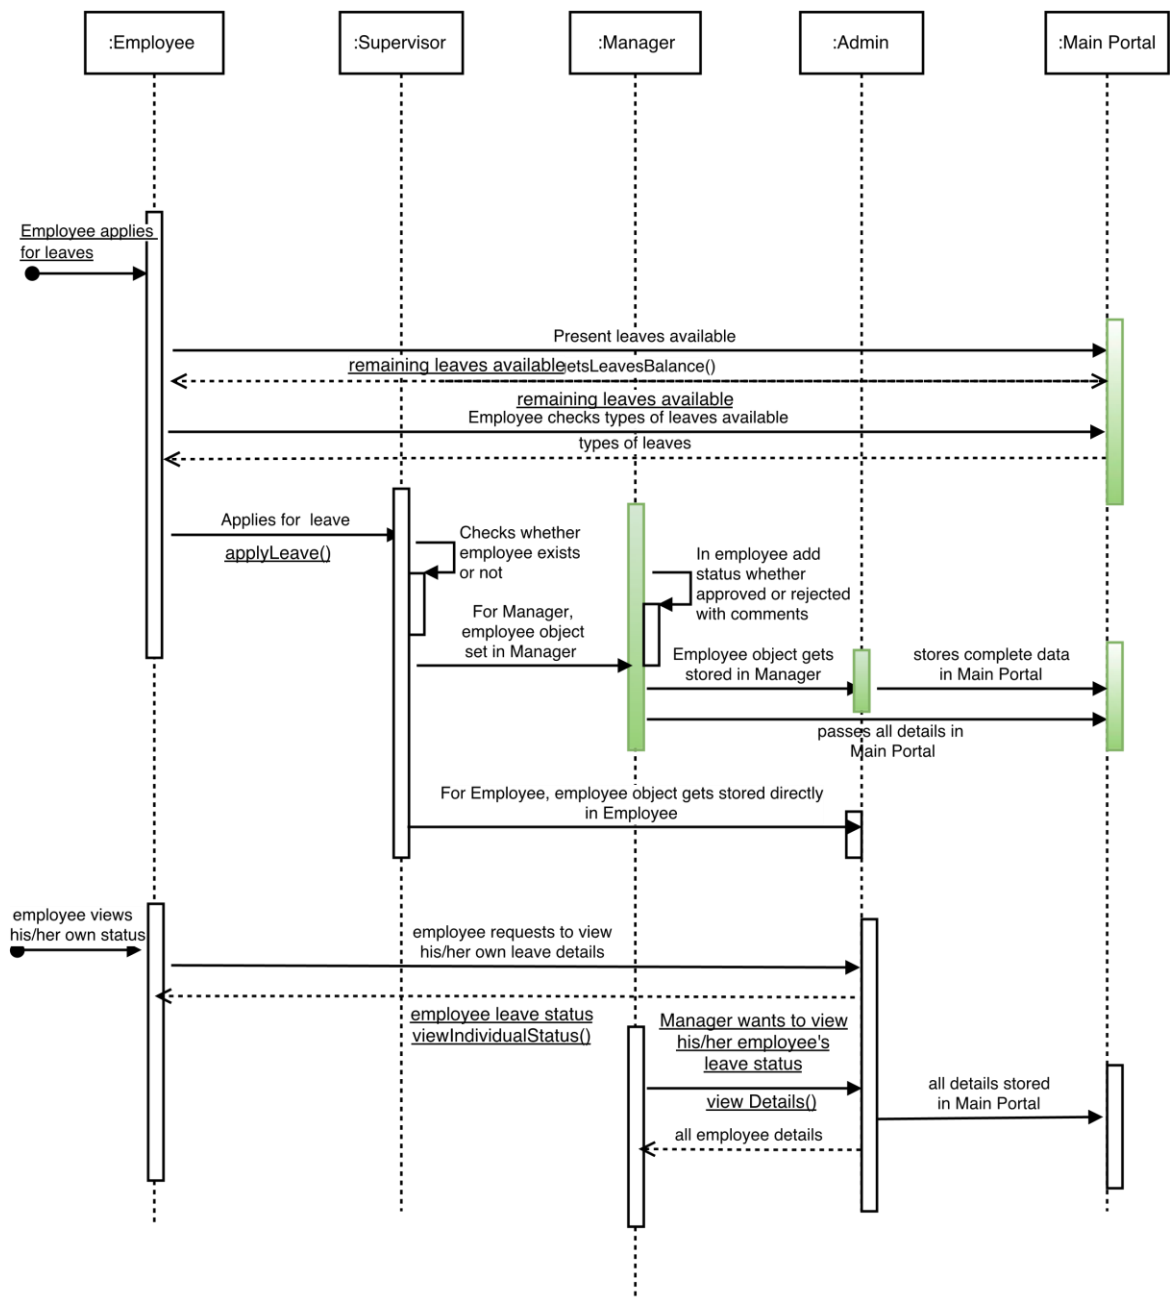 :Employee
:Supervisor
:Manager
:Admin
:Main Portal
Employee applies
for leaves
Present leaves available
remaining leaves available
etsLeavesBalance()
remaining leaves available
Employee checks types of leaves available
types of leaves
Applies for leave
applyLeave()
Checks whether
employee exists
or not
In employee add
status whether
approved or rejected
with comments
For Manager,
employee object
set in Manager
Employee object gets
stored in Manager
stores complete data
in Main Portal
passes all details in
Main Portal
For Employee, employee object gets stored directly
in Employee
employee views
his/her own status
employee requests to view
his/her own leave details
employee leave status
viewIndividualStatus()
Manager wants to view
his/her employee's
leave status
view Details()
all details stored
in Main Portal
all employee details